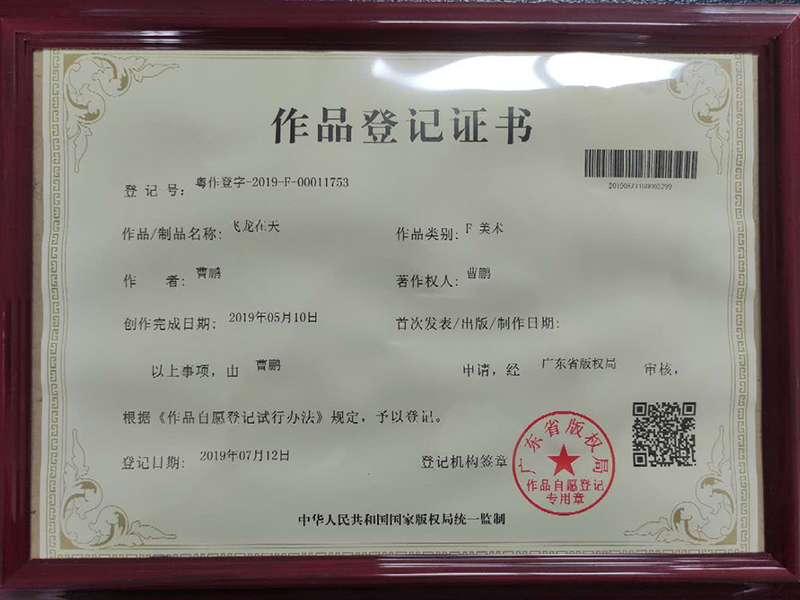 作品登记证书
登 记 号： 粤作登字-2019-F-00011753
作品/制品名称： 飞龙在天
作品类别： F 美术
作 者： 曹鹏
著作权人： 曹鹏
创作完成日期： 2019年05月10日
首次发表/出版/制作日期：
以上事项，由 曹鹏 申请，经 广东省版权局 审核，
根据《作品自愿登记试行办法》规定，予以登记。
登记日期： 2019年07月12日
登记机构签章
广东省版权局
作品自愿登记
专用章
中华人民共和国国家版权局统一监制